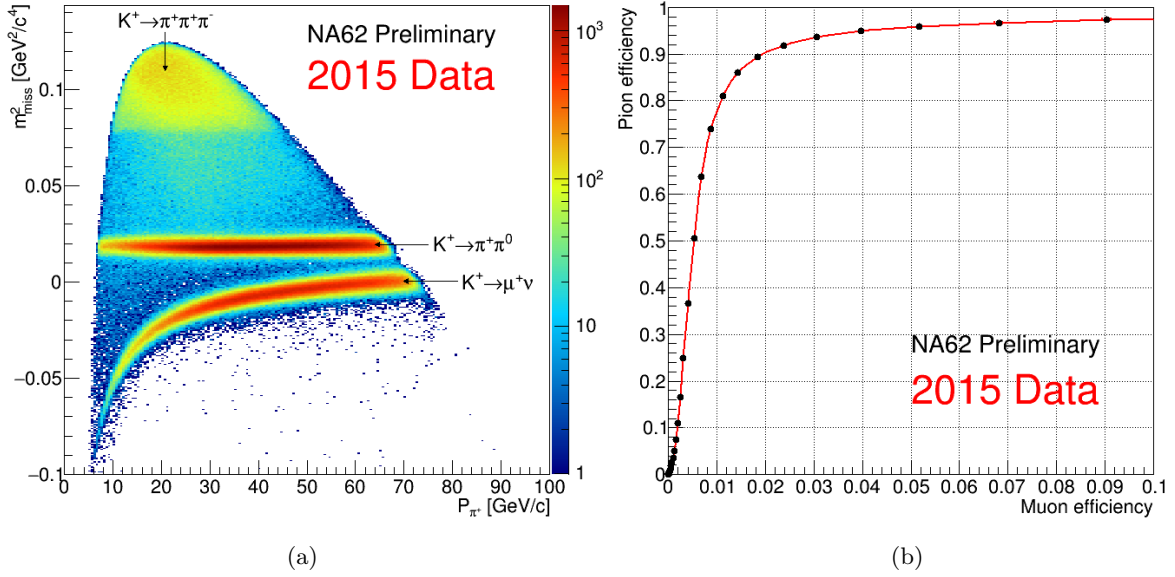 K⁺→π⁺π⁺π⁻
NA62 Preliminary
2015 Data
K⁺→π⁺π⁰
K⁺→μ⁺ν
m²miss [GeV²/c⁴]
0.1
0.05
0
−0.05
−0.1
0 10 20 30 40 50 60 70 80 90 100
Pπ⁺ [GeV/c]
10³
10²
10
1
(a)
Pion efficiency
1
0.9
0.8
0.7
0.6
0.5
0.4
0.3
0.2
0.1
0
NA62 Preliminary
2015 Data
0 0.01 0.02 0.03 0.04 0.05 0.06 0.07 0.08 0.09 0.1
Muon efficiency
(b)